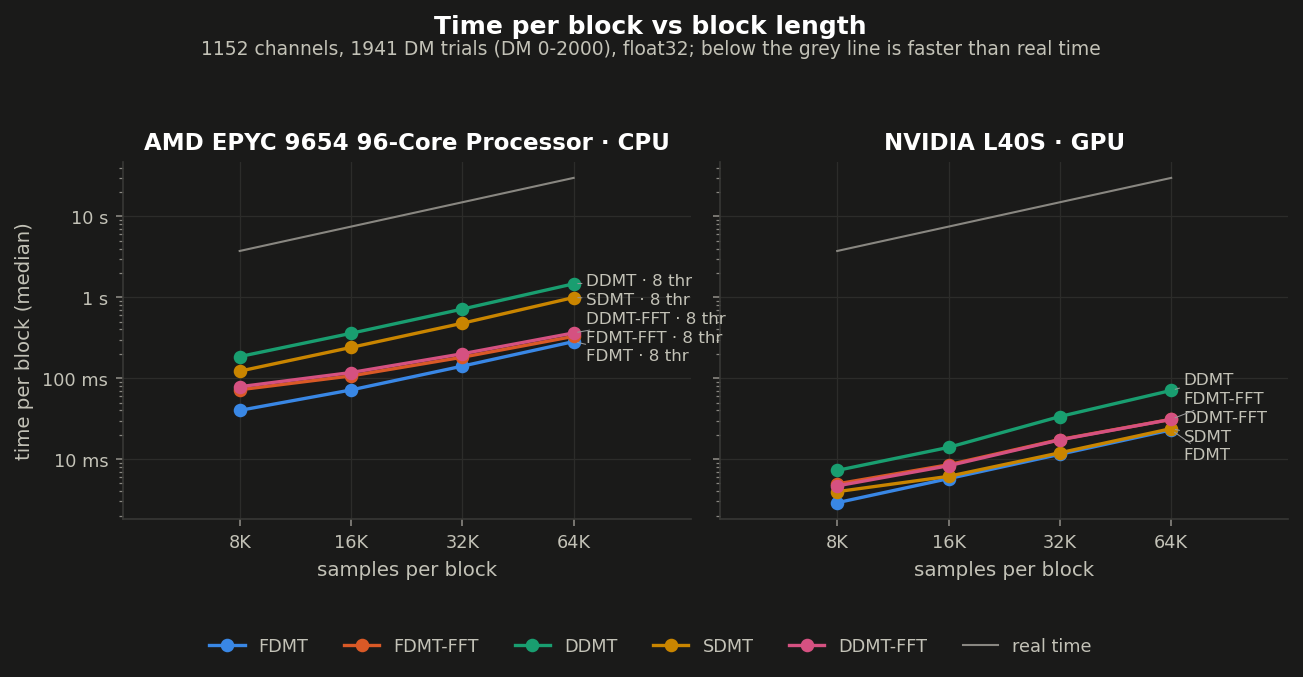 Time per block vs block length
1152 channels, 1941 DM trials (DM 0-2000), float32; below the grey line is faster than real time
AMD EPYC 9654 96-Core Processor · CPU
NVIDIA L40S · GPU
time per block (median)
10 s
1 s
100 ms
10 ms
DDMT · 8 thr
SDMT · 8 thr
DDMT-FFT · 8 thr
FDMT-FFT · 8 thr
FDMT · 8 thr
DDMT
FDMT-FFT
DDMT-FFT
SDMT
FDMT
8K 16K 32K 64K
8K 16K 32K 64K
samples per block
samples per block
FDMT FDMT-FFT DDMT SDMT DDMT-FFT real time